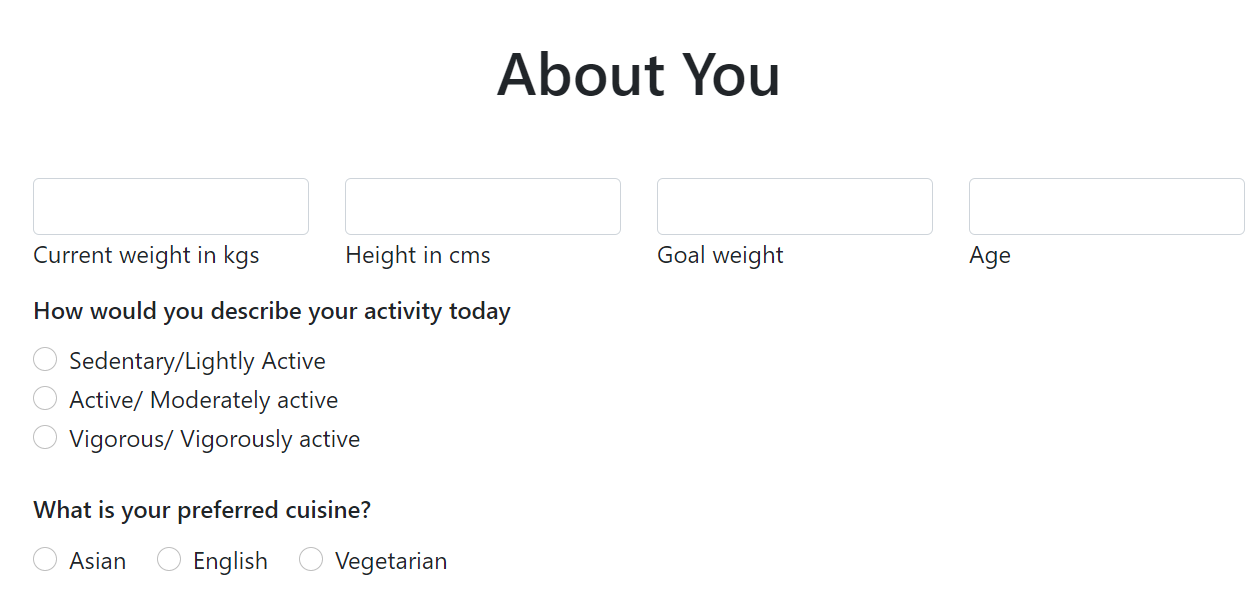 About You
Current weight in kgs Height in cms Goal weight Age
How would you describe your activity today
Sedentary/Lightly Active
Active/ Moderately active
Vigorous/ Vigorously active
What is your preferred cuisine?
Asian English Vegetarian